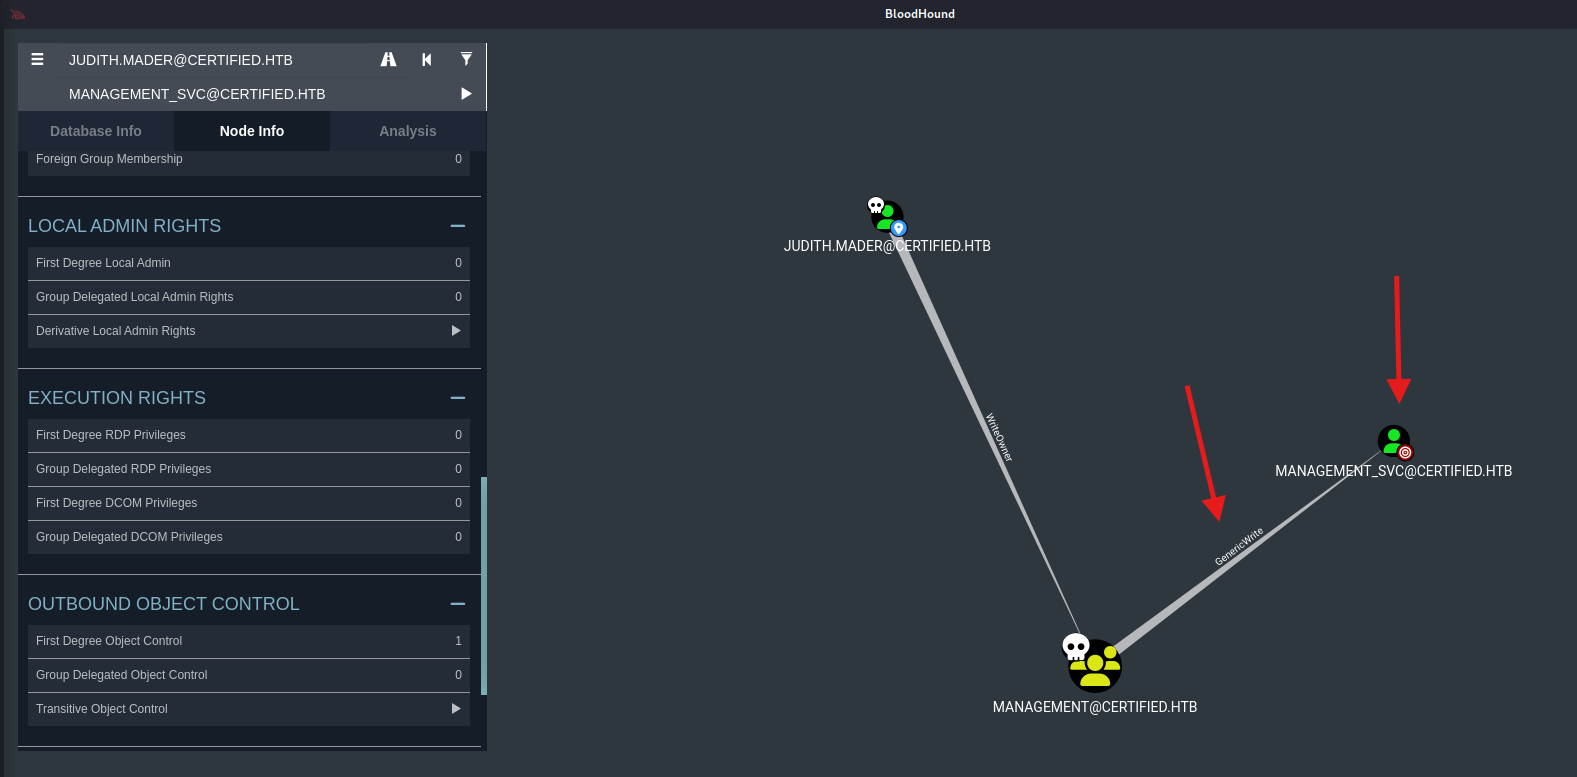 BloodHound
JUDITH.MADER@CERTIFIED.HTB
MANAGEMENT_SVC@CERTIFIED.HTB
Database Info
Node Info
Analysis
Foreign Group Membership 0
LOCAL ADMIN RIGHTS
First Degree Local Admin 0
Group Delegated Local Admin Rights 0
Derivative Local Admin Rights
EXECUTION RIGHTS
First Degree RDP Privileges 0
Group Delegated RDP Privileges 0
First Degree DCOM Privileges 0
Group Delegated DCOM Privileges 0
OUTBOUND OBJECT CONTROL
First Degree Object Control 1
Group Delegated Object Control 0
Transitive Object Control
JUDITH.MADER@CERTIFIED.HTB
WriteOwner
MANAGEMENT_SVC@CERTIFIED.HTB
GenericWrite
MANAGEMENT@CERTIFIED.HTB